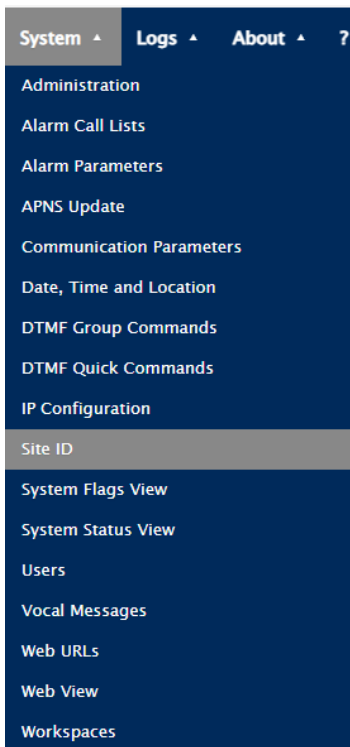 System ▲ Logs ▲ About ▲ ?
Administration
Alarm Call Lists
Alarm Parameters
APNS Update
Communication Parameters
Date, Time and Location
DTMF Group Commands
DTMF Quick Commands
IP Configuration
Site ID
System Flags View
System Status View
Users
Vocal Messages
Web URLs
Web View
Workspaces